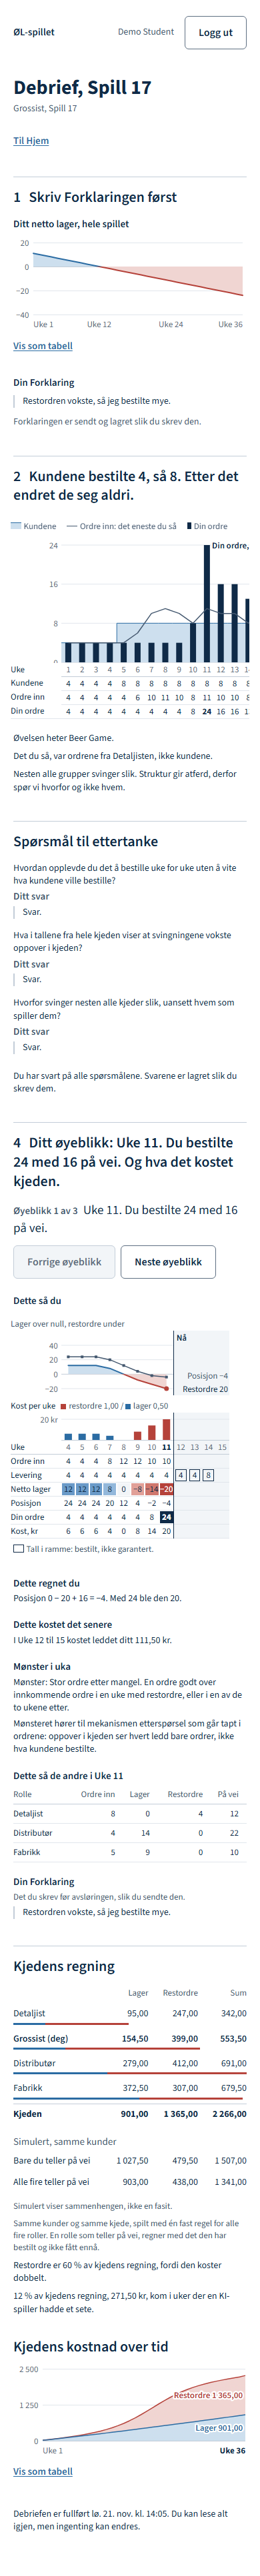 ØL-spillet
Demo Student
Logg ut
Debrief, Spill 17
Grossist, Spill 17
Til Hjem
1 Skriv Forklaringen først
Ditt netto lager, hele spillet
20
0
−20
−40
Uke 1 Uke 12 Uke 24 Uke 36
Vis som tabell
Din Forklaring
Restordren vokste, så jeg bestilte mye.
Forklaringen er sendt og lagret slik du skrev den.
2 Kundene bestilte 4, så 8. Etter det
endret de seg aldri.
Kundene Ordre inn: det eneste du så Din ordre
24
Din ordre,
16
8
0
Uke 1 2 3 4 5 6 7 8 9 10 11 12 13 1
Kundene 4 4 4 4 8 8 8 8 8 8 8 8 8 8
Ordre inn 4 4 4 4 4 6 10 11 10 8 11 10 10 8
Din ordre 4 4 4 4 4 4 4 4 4 8 24 16 16 1
Øvelsen heter Beer Game.
Det du så, var ordrene fra Detaljisten, ikke kundene.
Nesten alle grupper svinger slik. Struktur gir atferd, derfor
spør vi hvorfor og ikke hvem.
Spørsmål til ettertanke
Hvordan opplevde du det å bestille uke for uke uten å vite
hva kundene ville bestille?
Ditt svar
Svar.
Hva i tallene fra hele kjeden viser at svingningene vokste
oppover i kjeden?
Ditt svar
Svar.
Hvorfor svinger nesten alle kjeder slik, uansett hvem som
spiller dem?
Ditt svar
Svar.
Du har svart på alle spørsmålene. Svarene er lagret slik du
skrev dem.
4 Ditt øyeblikk: Uke 11. Du bestilte
24 med 16 på vei. Og hva det kostet
kjeden.
Øyeblikk 1 av 3 Uke 11. Du bestilte 24 med 16
på vei.
Forrige øyeblikk
Neste øyeblikk
Dette så du
Lager over null, restordre under
Nå
40
20
0
−20
Posisjon −4
Restordre 20
Kost per uke restordre 1,00 / lager 0,50
20 kr
Uke 4 5 6 7 8 9 10 11 12 13 14 15
Ordre inn 4 4 4 8 12 12 10 10
Levering 4 4 4 4 4 4 4 4 4 4 8
Netto lager 12 12 12 8 0 −8 −14 −20
Posisjon 24 24 24 20 12 4 −2 −4
Din ordre 4 4 4 4 4 4 8 24
Kost, kr 6 6 6 4 0 8 14 20
Tall i ramme: bestilt, ikke garantert.
Dette regnet du
Posisjon 0 − 20 + 16 = −4. Med 24 ble den 20.
Dette kostet det senere
I Uke 12 til 15 kostet leddet ditt 111,50 kr.
Mønster i uka
Mønster: Stor ordre etter mangel. En ordre godt over
innkommende ordre i en uke med restordre, eller i en av de
to ukene etter.
Mønsteret hører til mekanismen etterspørsel som går tapt i
ordrene: oppover i kjeden ser hvert ledd bare ordrer, ikke
hva kundene bestilte.
Dette så de andre i Uke 11
Rolle Ordre inn Lager Restordre På vei
Detaljist 8 0 4 12
Distributør 4 14 0 22
Fabrikk 5 9 0 10
Din Forklaring
Det du skrev før avsløringen, slik du sendte den.
Restordren vokste, så jeg bestilte mye.
Kjedens regning
Lager Restordre Sum
Detaljist 95,00 247,00 342,00
Grossist (deg) 154,50 399,00 553,50
Distributør 279,00 412,00 691,00
Fabrikk 372,50 307,00 679,50
Kjeden 901,00 1 365,00 2 266,00
Simulert, samme kunder
Bare du teller på vei 1 027,50 479,50 1 507,00
Alle fire teller på vei 903,00 438,00 1 341,00
Simulert viser sammenhengen, ikke en fasit.
Samme kunder og samme kjede, spilt med én fast regel for alle
fire roller. En rolle som teller på vei, regner med det den har
bestilt og ikke fått ennå.
Restordre er 60 % av kjedens regning, fordi den koster
dobbelt.
12 % av kjedens regning, 271,50 kr, kom i uker der en KI-
spiller hadde et sete.
Kjedens kostnad over tid
2 500
Restordre 1 365,00
1 250
Lager 901,00
0
Uke 1 Uke 36
Vis som tabell
Debriefen er fullført lø. 21. nov. kl. 14:05. Du kan lese alt
igjen, men ingenting kan endres.